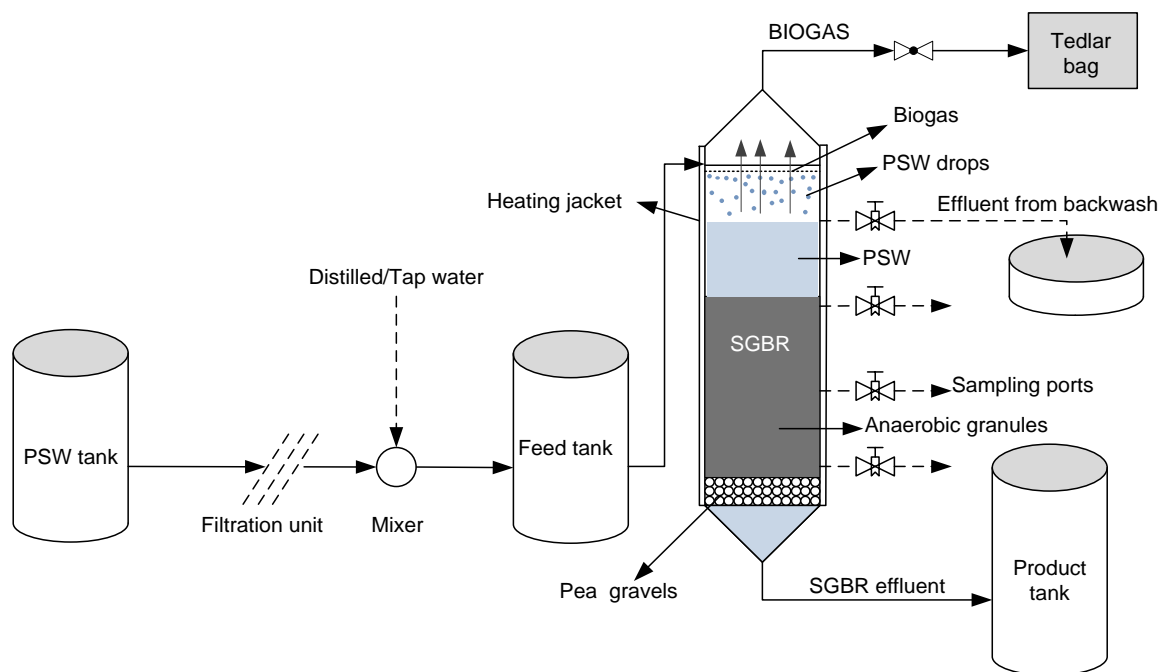 BIOGAS
Tedlar
bag
Biogas
PSW drops
Heating jacket
Effluent from backwash
PSW
Distilled/Tap water
SGBR
Sampling ports
Anaerobic granules
PSW tank
Feed tank
Filtration unit
Mixer
Pea gravels
SGBR effluent
Product
tank